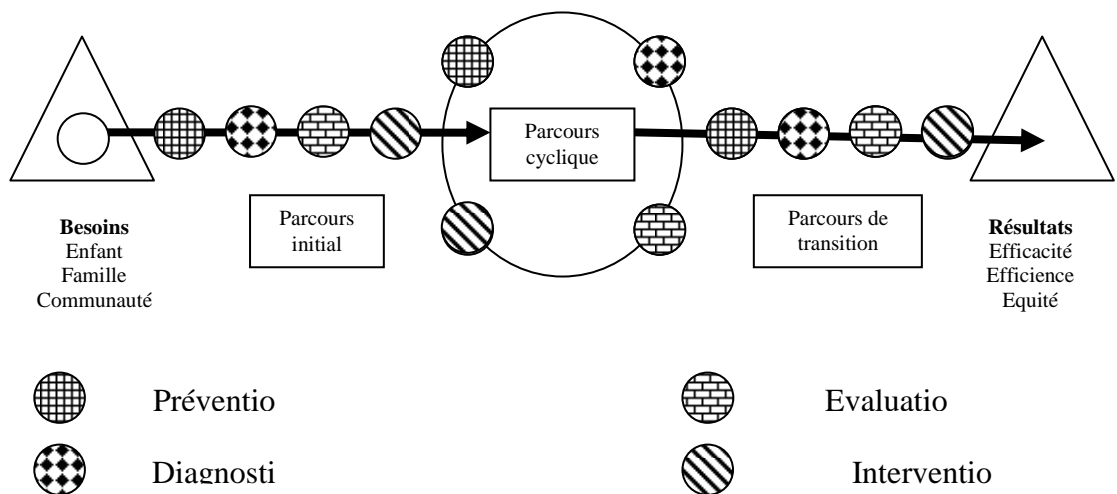 Parcours
cyclique
Parcours
initial
Parcours de
transition
Besoins
Enfant
Famille
Communauté
Résultats
Efficacité
Efficience
Equité
Préventio
Evaluatio
Diagnosti
Interventio